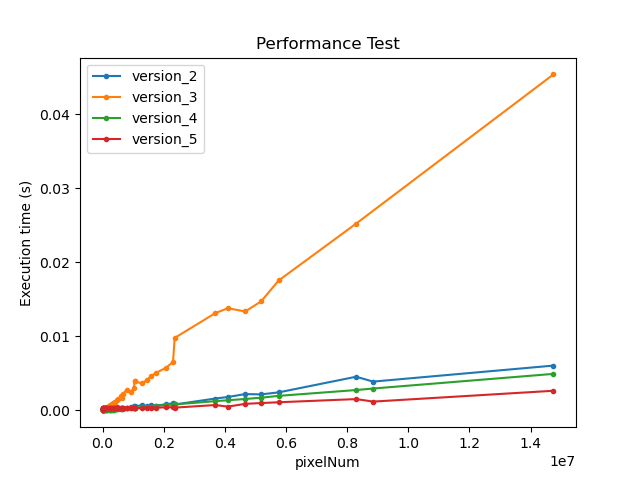 Performance Test
version_2
version_3
version_4
version_5
Execution time (s)
0.04
0.03
0.02
0.01
0.00
0.0 0.2 0.4 0.6 0.8 1.0 1.2 1.4
1e7
pixelNum